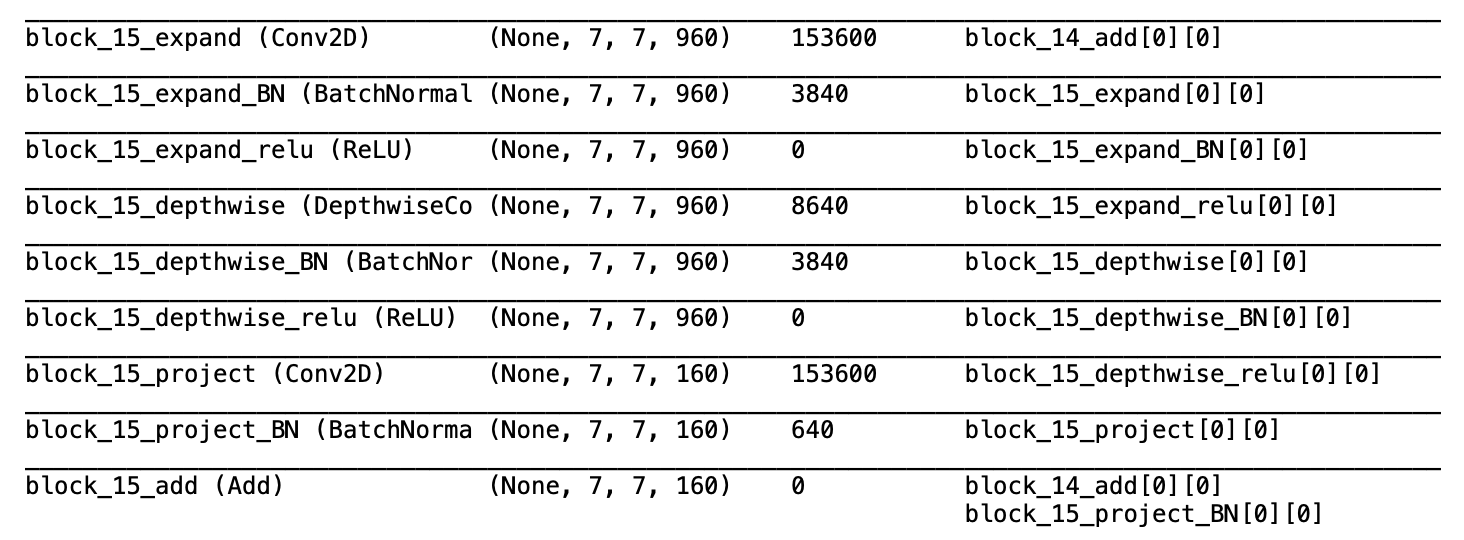 block_15_expand (Conv2D) (None, 7, 7, 960) 153600 block_14_add[0][0]
block_15_expand_BN (BatchNormal (None, 7, 7, 960) 3840 block_15_expand[0][0]
block_15_expand_relu (ReLU) (None, 7, 7, 960) 0 block_15_expand_BN[0][0]
block_15_depthwise (DepthwiseCo (None, 7, 7, 960) 8640 block_15_expand_relu[0][0]
block_15_depthwise_BN (BatchNor (None, 7, 7, 960) 3840 block_15_depthwise[0][0]
block_15_depthwise_relu (ReLU) (None, 7, 7, 960) 0 block_15_depthwise_BN[0][0]
block_15_project (Conv2D) (None, 7, 7, 160) 153600 block_15_depthwise_relu[0][0]
block_15_project_BN (BatchNorma (None, 7, 7, 160) 640 block_15_project[0][0]
block_15_add (Add) (None, 7, 7, 160) 0 block_14_add[0][0]
block_15_project_BN[0][0]